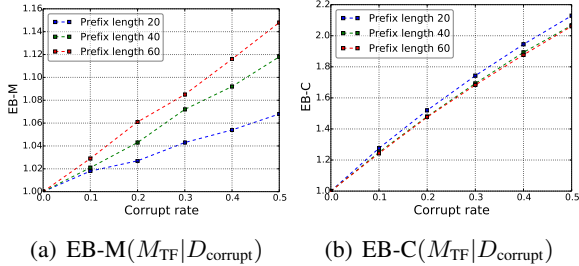 1.16
1.14
1.12
1.10
1.08
1.06
1.04
1.02
1.00
EB-M
Prefix length 20
Prefix length 40
Prefix length 60
0.0 0.1 0.2 0.3 0.4 0.5
Corrupt rate
(a) EB-M(M_TF|D_corrupt)
2.2
2.0
1.8
1.6
1.4
1.2
1.0
EB-C
Prefix length 20
Prefix length 40
Prefix length 60
0.0 0.1 0.2 0.3 0.4 0.5
Corrupt rate
(b) EB-C(M_TF|D_corrupt)